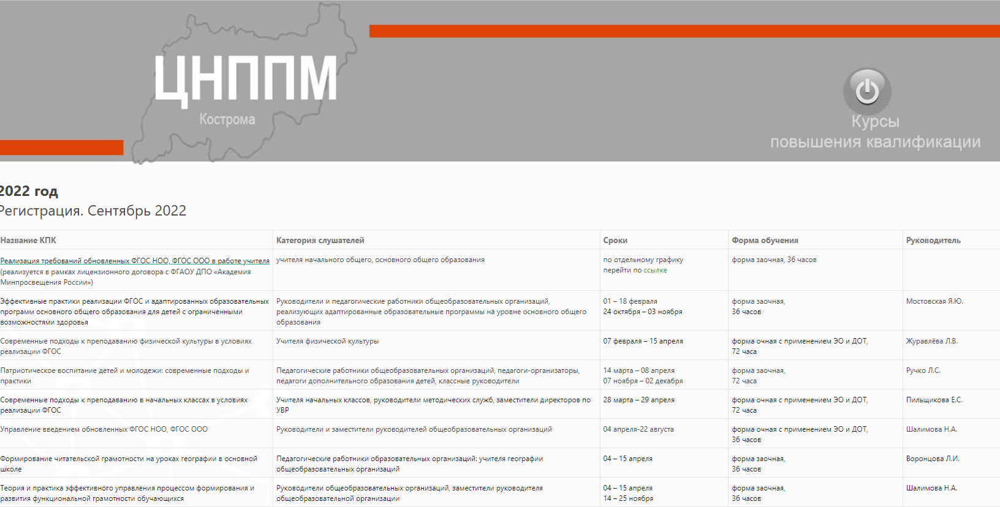 ЦНППМ
Кострома
Курсы
повышения квалификации
2022 год
Регистрация. Сентябрь 2022
Название КПК Категория слушателей Сроки Форма обучения Руководитель
Реализация требований обновленных ФГОС НОО, ФГОС ООО в работе учителя
(реализуется в рамках лицензионного договора с ФГАОУ ДПО «Академия
Минпросвещения России»)
учителя начального общего, основного общего образования
по отдельному графику
перейти по ссылке
форма заочная, 36 часов
Эффективные практики реализации ФГОС и адаптированных образовательных
программ основного общего образования для детей с ограниченными
возможностями здоровья
Руководители и педагогические работники общеобразовательных организаций,
реализующих адаптированные образовательные программы на уровне основного общего
образования
01 – 18 февраля
24 октября – 03 ноября
форма заочная,
36 часов
Мостовская Я.Ю.
Современные подходы к преподаванию физической культуры в условиях
реализации ФГОС
Учителя физической культуры
07 февраля – 15 апреля
форма очная с применением ЭО и ДОТ,
72 часа
Журавлёва Л.В.
Патриотическое воспитание детей и молодежи: современные подходы и
практики
Педагогические работники общеобразовательных организаций, педагоги-организаторы,
педагоги дополнительного образования детей, классные руководители
14 марта – 08 апреля
07 ноября – 02 декабря
форма заочная,
72 часа
Ручко Л.С.
Современные подходы к преподаванию в начальных классах в условиях
реализации ФГОС
Учителя начальных классов, руководители методических служб, заместители директоров по
УВР
28 марта – 29 апреля
форма очная с применением ЭО и ДОТ,
72 часа
Пильщикова Е.С.
Управление введением обновленных ФГОС НОО, ФГОС ООО
Руководители и заместители руководителей общеобразовательных организаций
04 апреля-22 августа
форма очная с применением ЭО и ДОТ,
36 часов
Шалимова Н.А.
Формирование читательской грамотности на уроках географии в основной
школе
Педагогические работники образовательных организаций: учителя географии
общеобразовательных организаций
04 – 15 апреля
форма заочная,
36 часов
Воронцова Л.И.
Теория и практика эффективного управления процессом формирования и
развития функциональной грамотности обучающихся
Руководители общеобразовательных организаций, заместители руководителя
общеобразовательной организации
04 – 15 апреля
14 – 25 ноября
форма заочная,
36 часов
Шалимова Н.А.